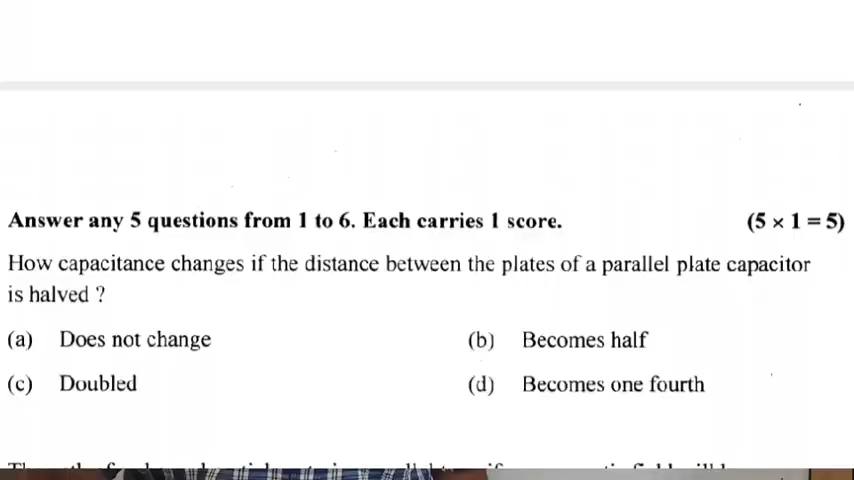 Answer any 5 questions from 1 to 6. Each carries 1 score. (5 × 1 = 5)
How capacitance changes if the distance between the plates of a parallel plate capacitor
is halved ?
(a) Does not change (b) Becomes half
(c) Doubled (d) Becomes one fourth